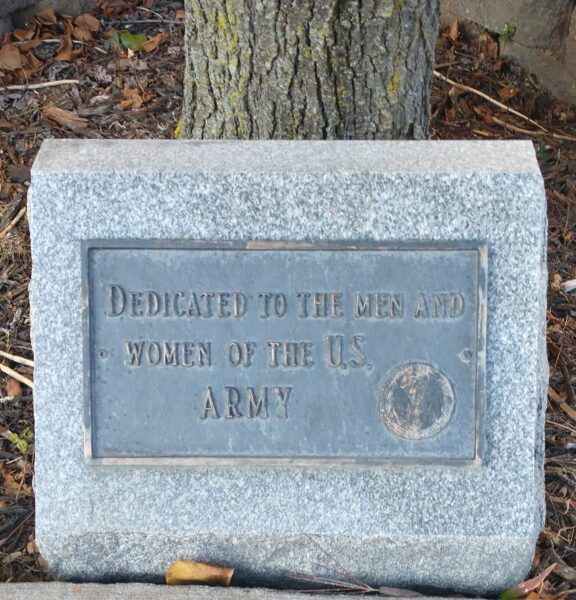 Dedicated to the men and
women of the U.S.
Army